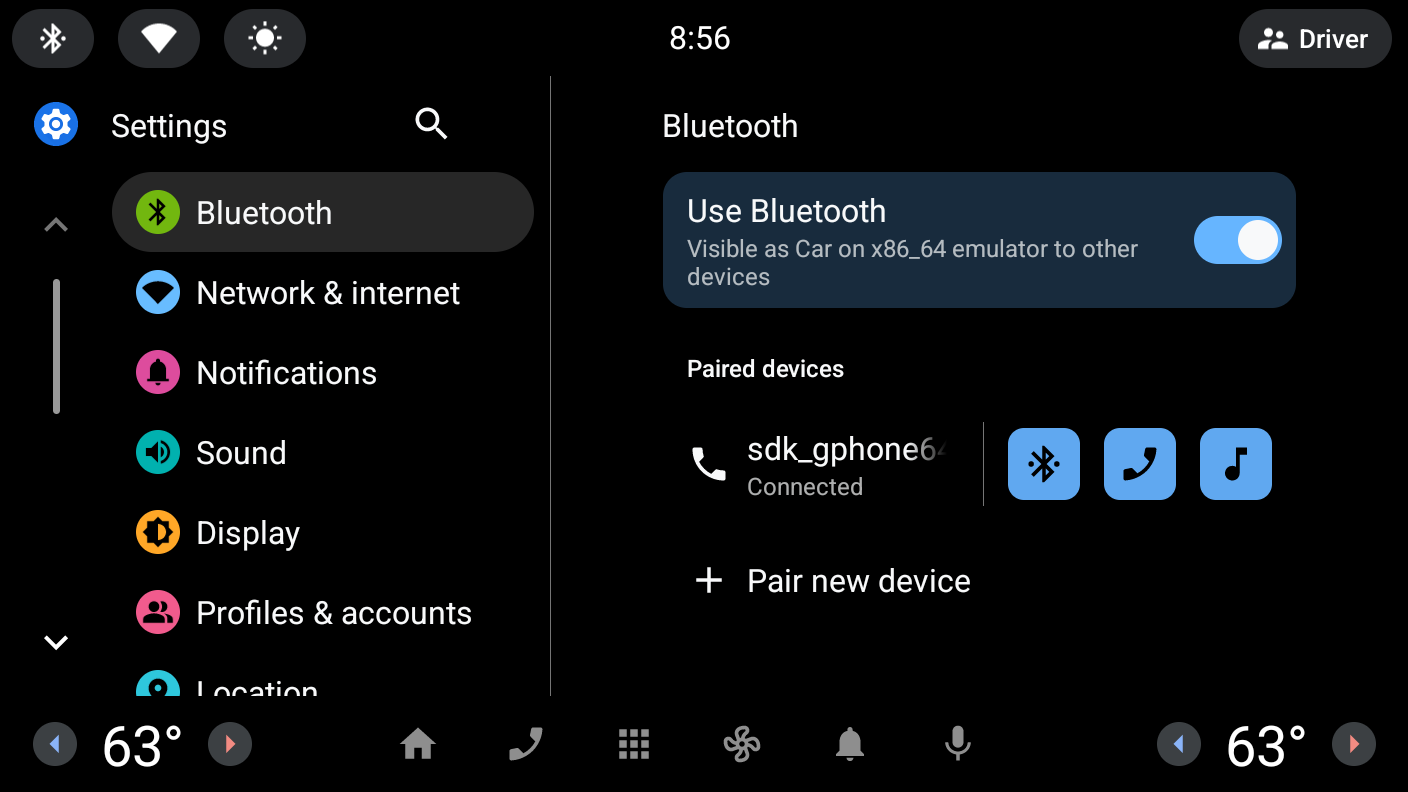 8:56
Driver
Settings
Bluetooth
Network & internet
Notifications
Sound
Display
Profiles & accounts
Location
Bluetooth
Use Bluetooth
Visible as Car on x86_64 emulator to other
devices
Paired devices
sdk_gphone64
Connected
Pair new device
63°
63°